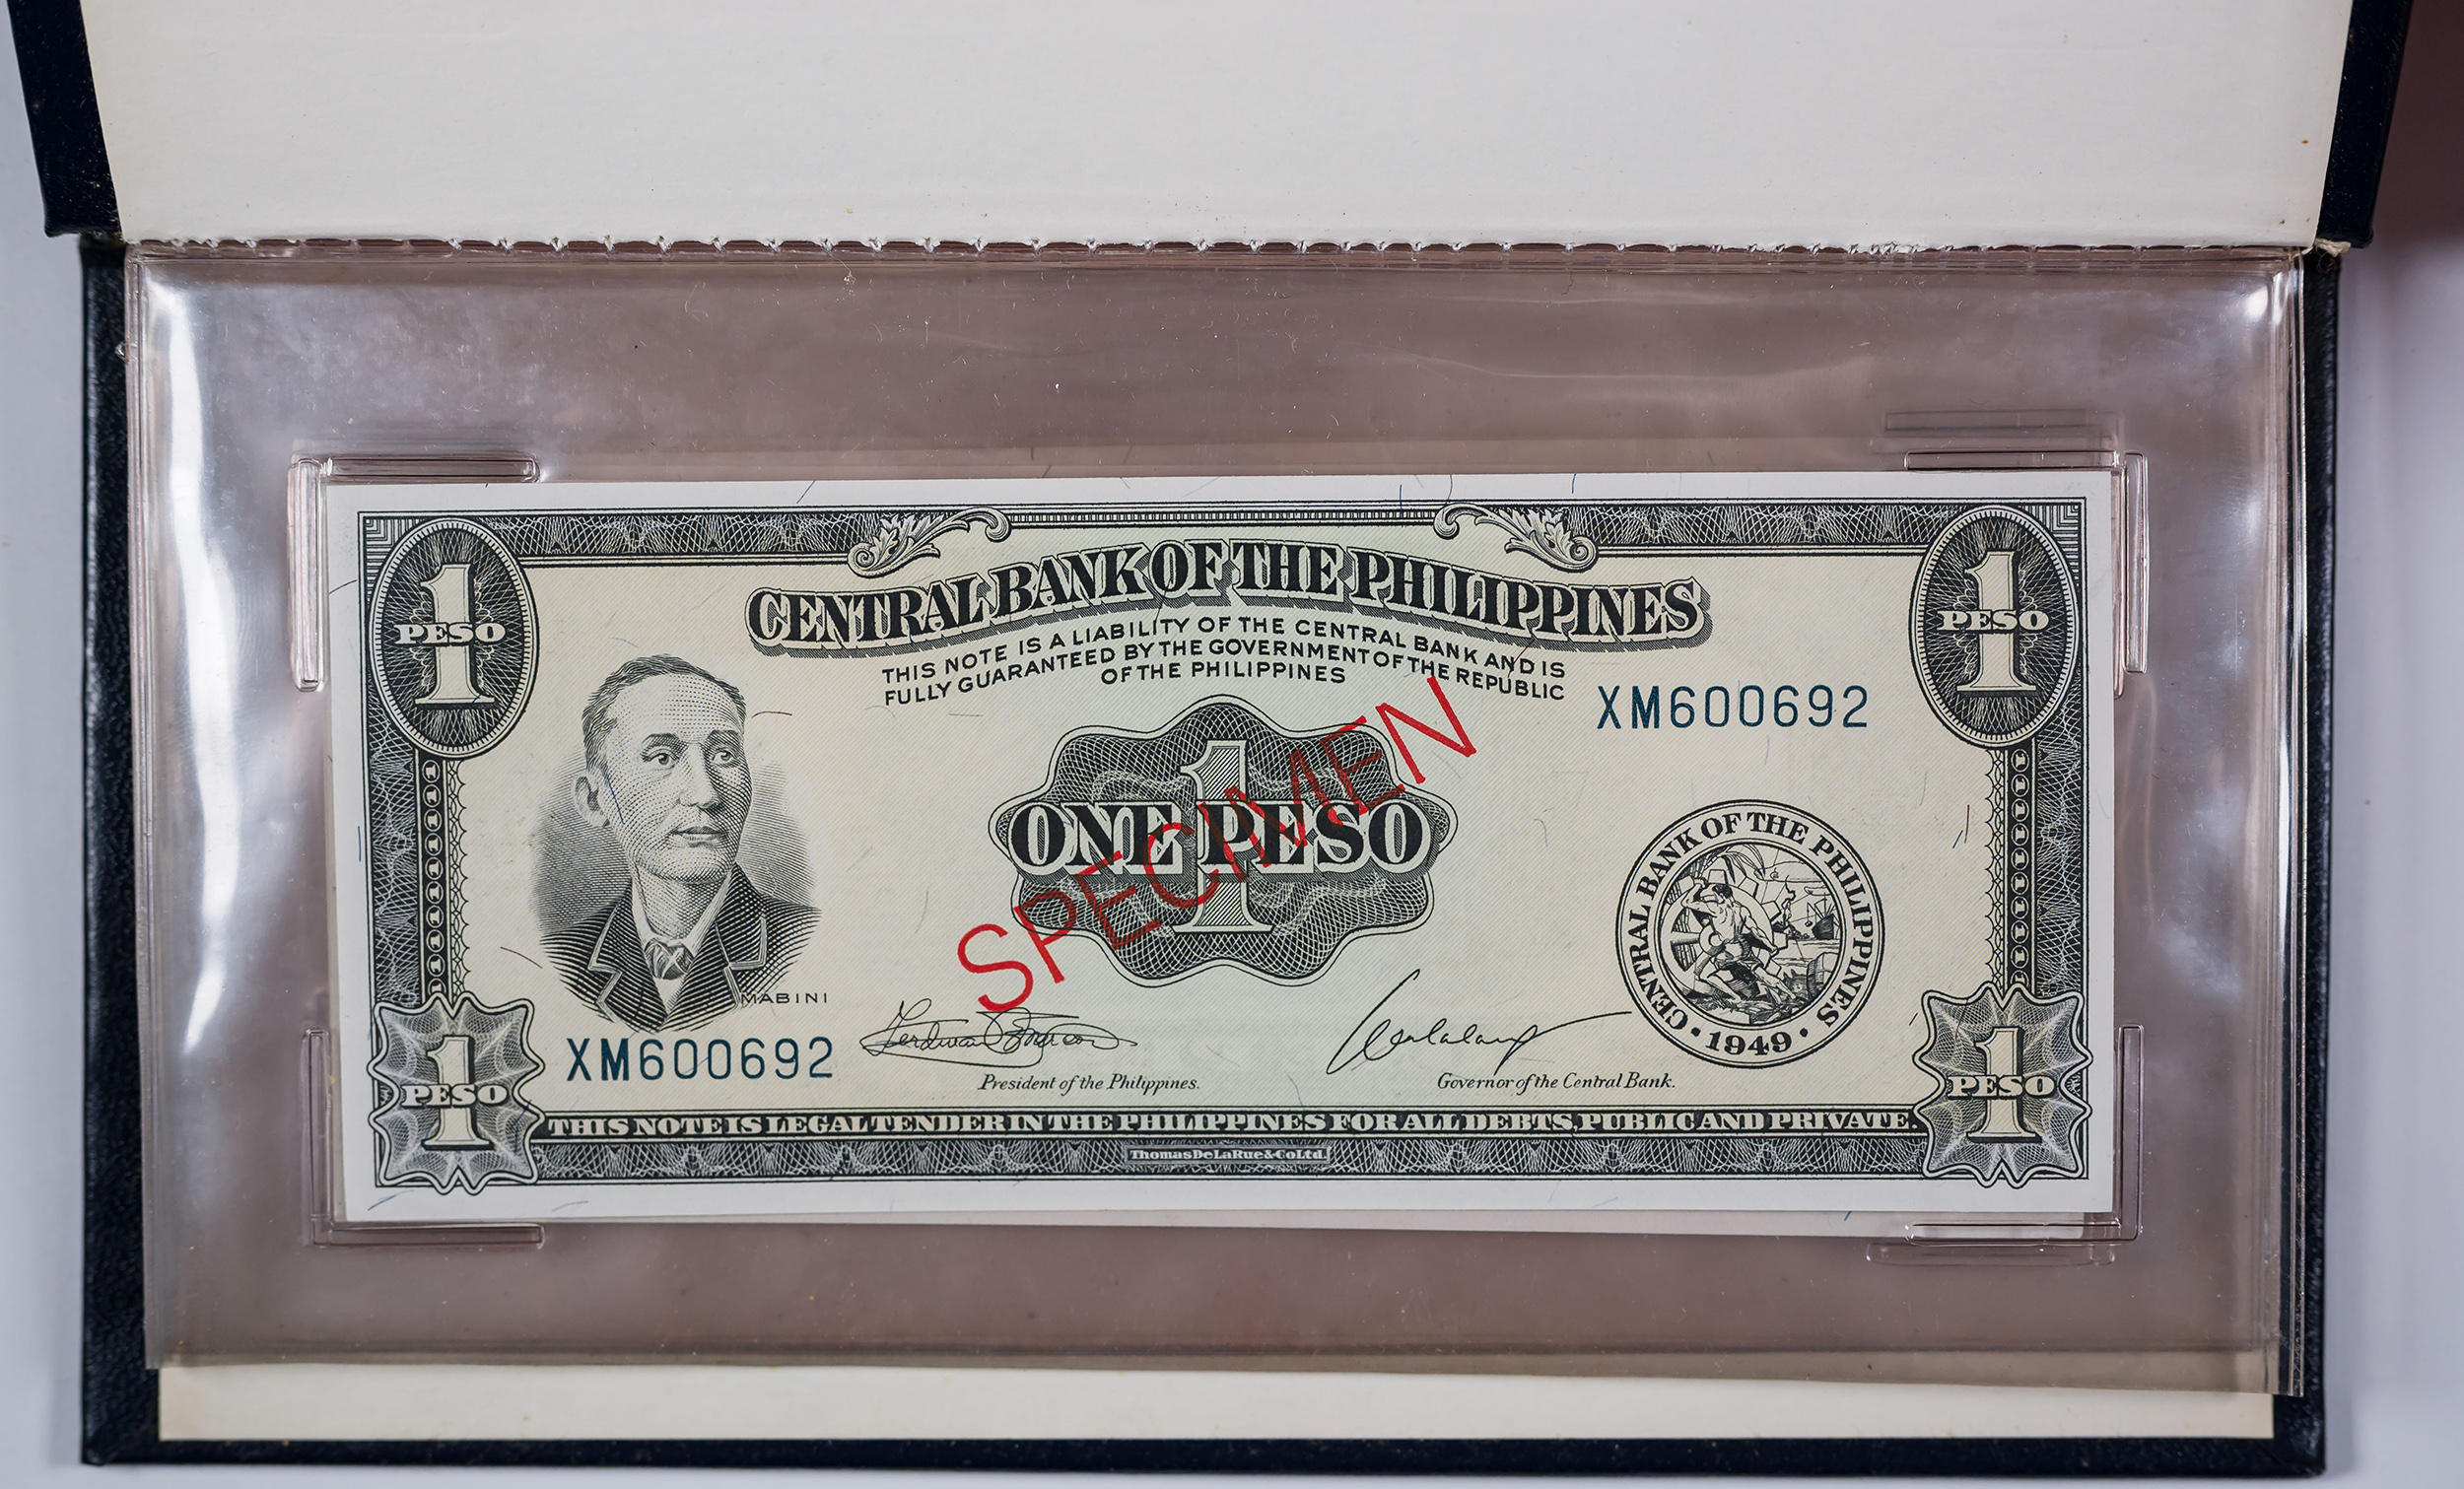 1
PESO
CENTRAL BANK OF THE PHILIPPINES
1
PESO
THIS NOTE IS A LIABILITY OF THE CENTRAL BANK AND IS
FULLY GUARANTEED BY THE GOVERNMENT OF THE REPUBLIC
OF THE PHILIPPINES
XM600692
1
ONE PESO
SPECIMEN
CENTRAL BANK OF THE PHILIPPINES
• 1949 •
MABINI
XM600692
President of the Philippines.
Governor of the Central Bank.
1
PESO
1
PESO
THIS NOTE IS LEGAL TENDER IN THE PHILIPPINES FOR ALL DEBTS, PUBLIC AND PRIVATE.
Thomas De La Rue & Co Ltd.